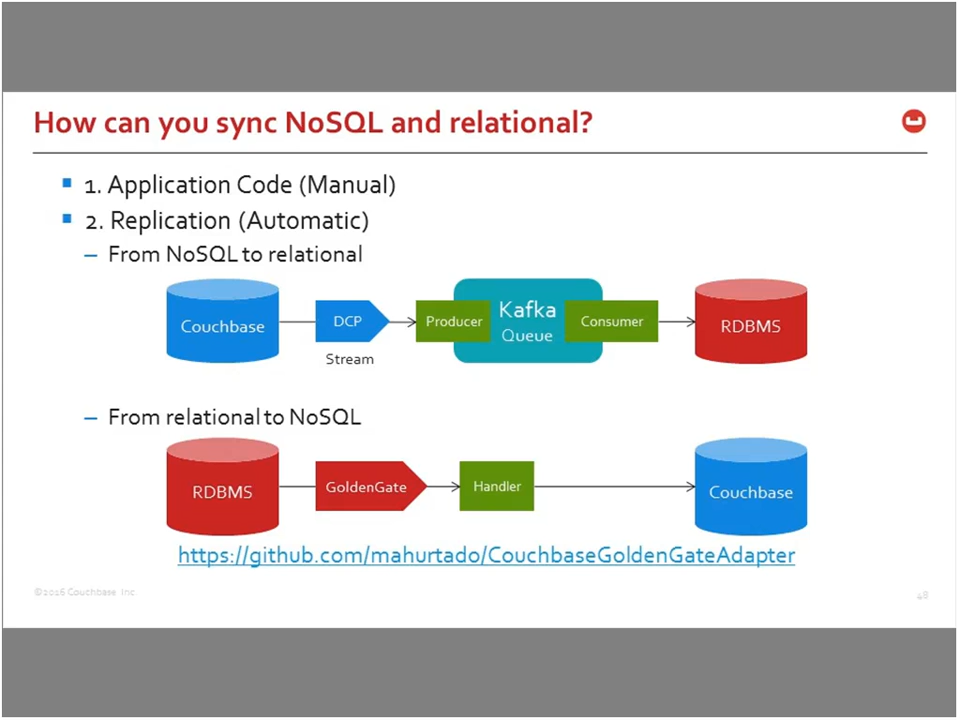 How can you sync NoSQL and relational?
1. Application Code (Manual)
2. Replication (Automatic)
– From NoSQL to relational
Couchbase
DCP
Stream
Producer
Kafka
Queue
Consumer
RDBMS
– From relational to NoSQL
RDBMS
GoldenGate
Handler
Couchbase
https://github.com/mahurtado/CouchbaseGoldenGateAdapter
©2016 Couchbase Inc
48